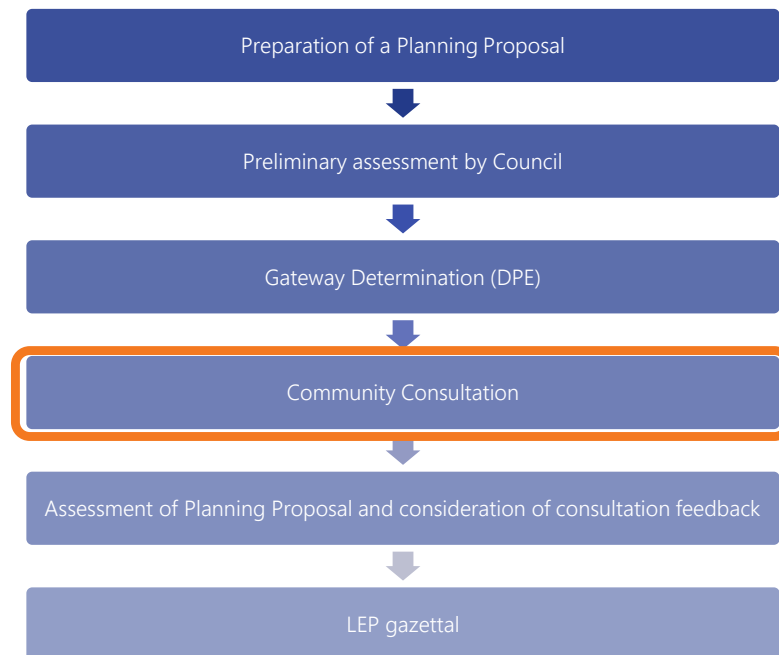 Preparation of a Planning Proposal
Preliminary assessment by Council
Gateway Determination (DPE)
Community Consultation
Assessment of Planning Proposal and consideration of consultation feedback
LEP gazettal